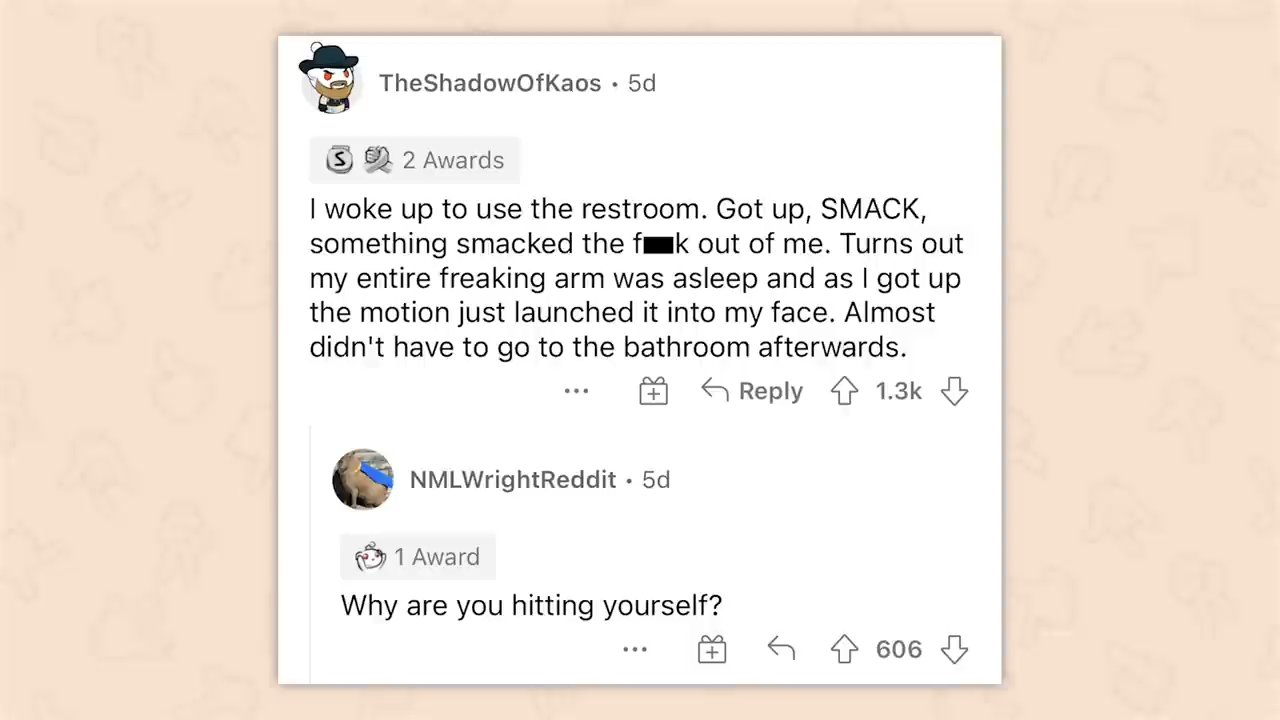 TheShadowOfKaos · 5d
S 2 Awards
I woke up to use the restroom. Got up, SMACK,
something smacked the f██k out of me. Turns out
my entire freaking arm was asleep and as I got up
the motion just launched it into my face. Almost
didn't have to go to the bathroom afterwards.
... Reply 1.3k
NMLWrightReddit · 5d
1 Award
Why are you hitting yourself?
... 606